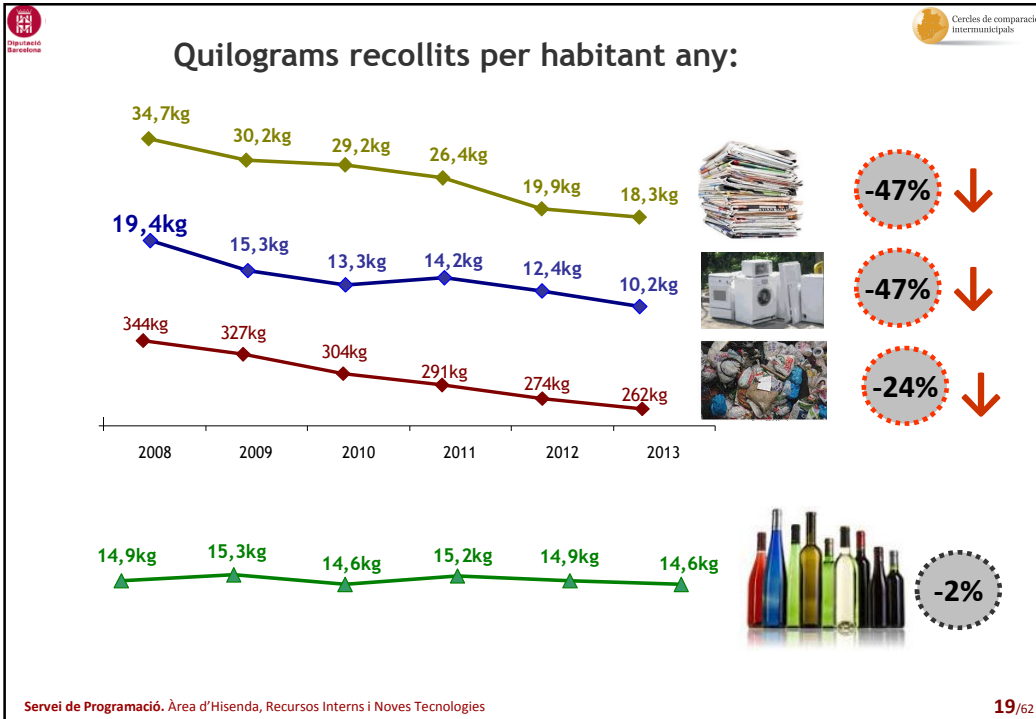 Diputació
Barcelona
Cercles de comparació
intermunicipals
Quilograms recollits per habitant any:
34,7kg
30,2kg
29,2kg
26,4kg
19,9kg
18,3kg
-47%
19,4kg
15,3kg
13,3kg
14,2kg
12,4kg
10,2kg
-47%
344kg
327kg
304kg
291kg
274kg
262kg
-24%
2008
2009
2010
2011
2012
2013
14,9kg
15,3kg
14,6kg
15,2kg
14,9kg
14,6kg
-2%
Servei de Programació. Àrea d'Hisenda, Recursos Interns i Noves Tecnologies
19/62